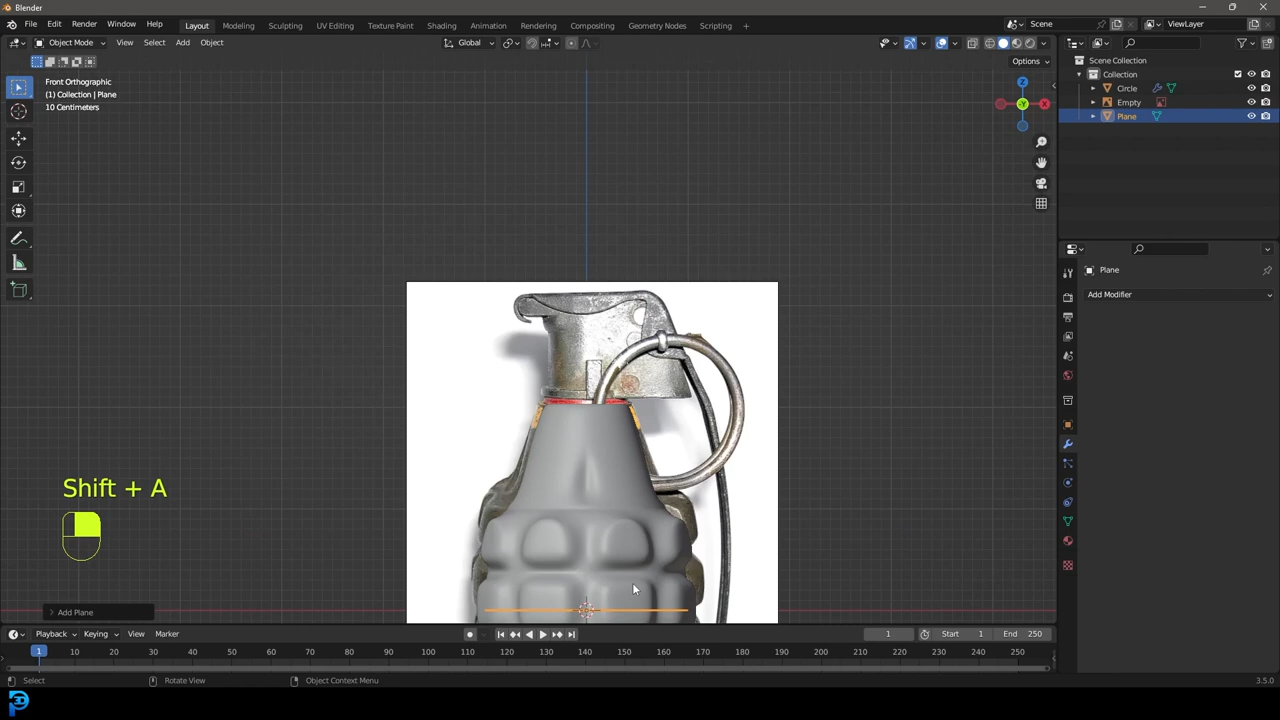 Blender
File Edit Render Window Help Layout Modeling Sculpting UV Editing Texture Paint Shading Animation Rendering Compositing Geometry Nodes Scripting + Scene ViewLayer
Object Mode View Select Add Object Global
Options
Front Orthographic
(1) Collection | Plane
10 Centimeters
Z
Y
X
Scene Collection
Collection
Circle
Empty
Plane
Plane
Add Modifier
Shift + A
Add Plane
Playback Keying View Marker 1 Start 1 End 250
1 10 20 30 40 50 60 70 80 90 100 110 120 130 140 150 160 170 180 190 200 210 220 230 240 250
Select Rotate View Object Context Menu 3.5.0